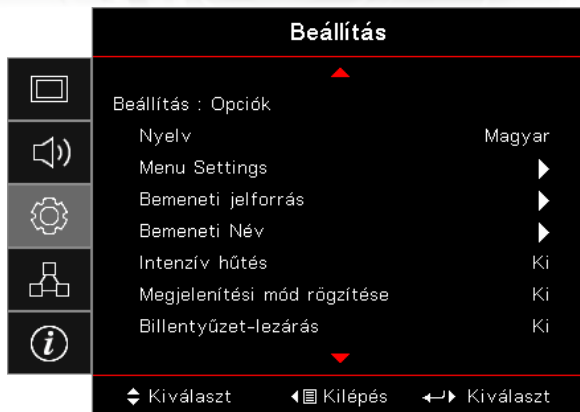 Beállítás
Beállítás : Opciók
Nyelv Magyar
Menu Settings
Bemeneti jelforrás
Bemeneti Név
Intenzív hűtés Ki
Megjelenítési mód rögzítése Ki
Billentyűzet-lezárás Ki
Kiválaszt Kilépés Kiválaszt